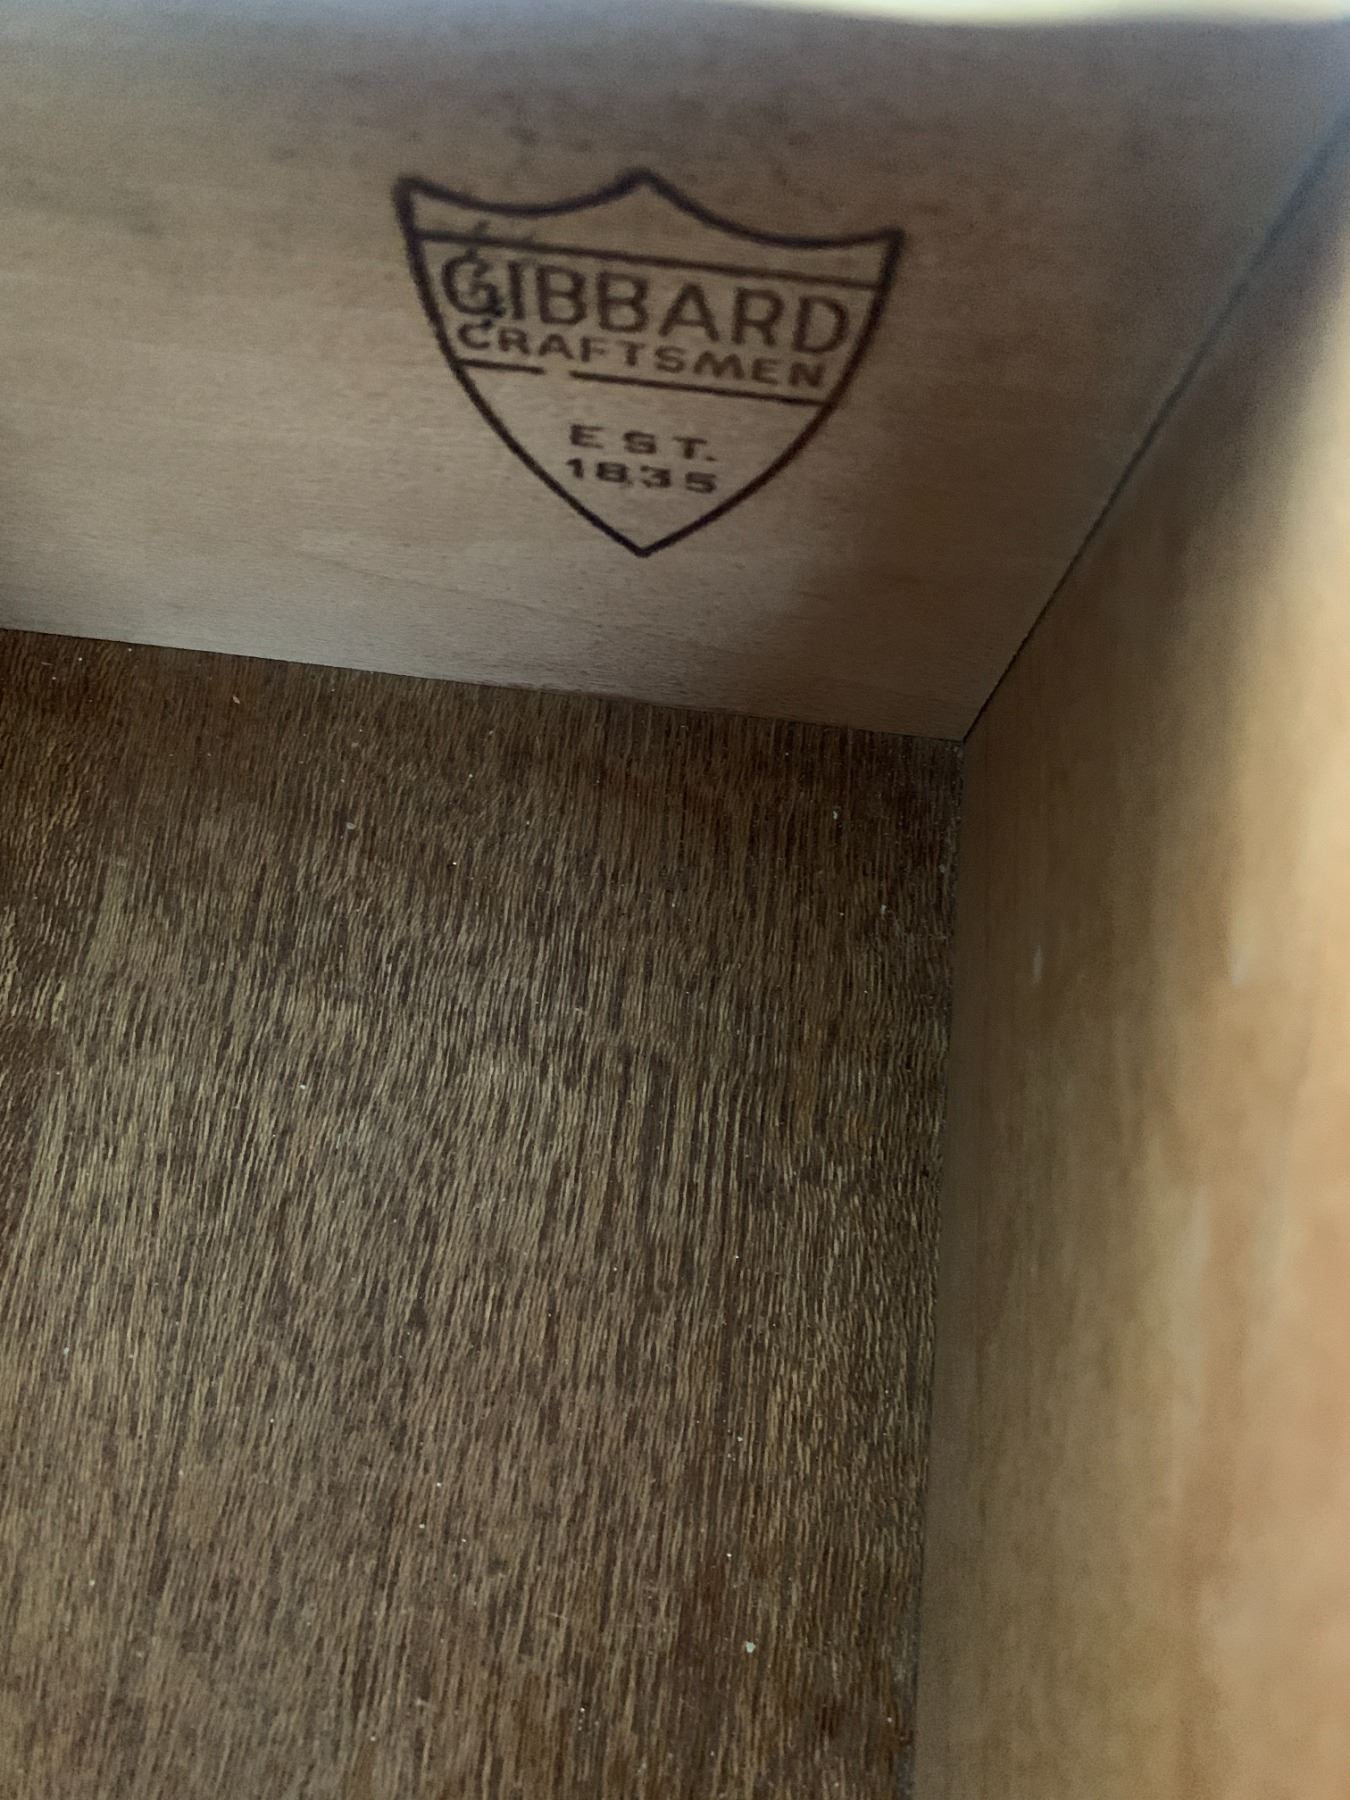 GIBBARD
CRAFTSMEN
EST.
1835